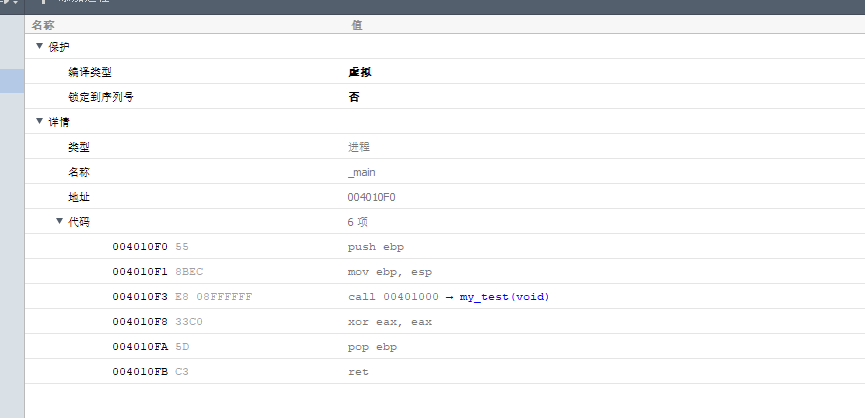 名称 值
保护
编译类型 虚拟
锁定到序列号 否
详情
类型 进程
名称 _main
地址 004010F0
代码 6 项
004010F0 55 push ebp
004010F1 8BEC mov ebp, esp
004010F3 E8 08FFFFFF call 00401000 → my_test(void)
004010F8 33C0 xor eax, eax
004010FA 5D pop ebp
004010FB C3 ret